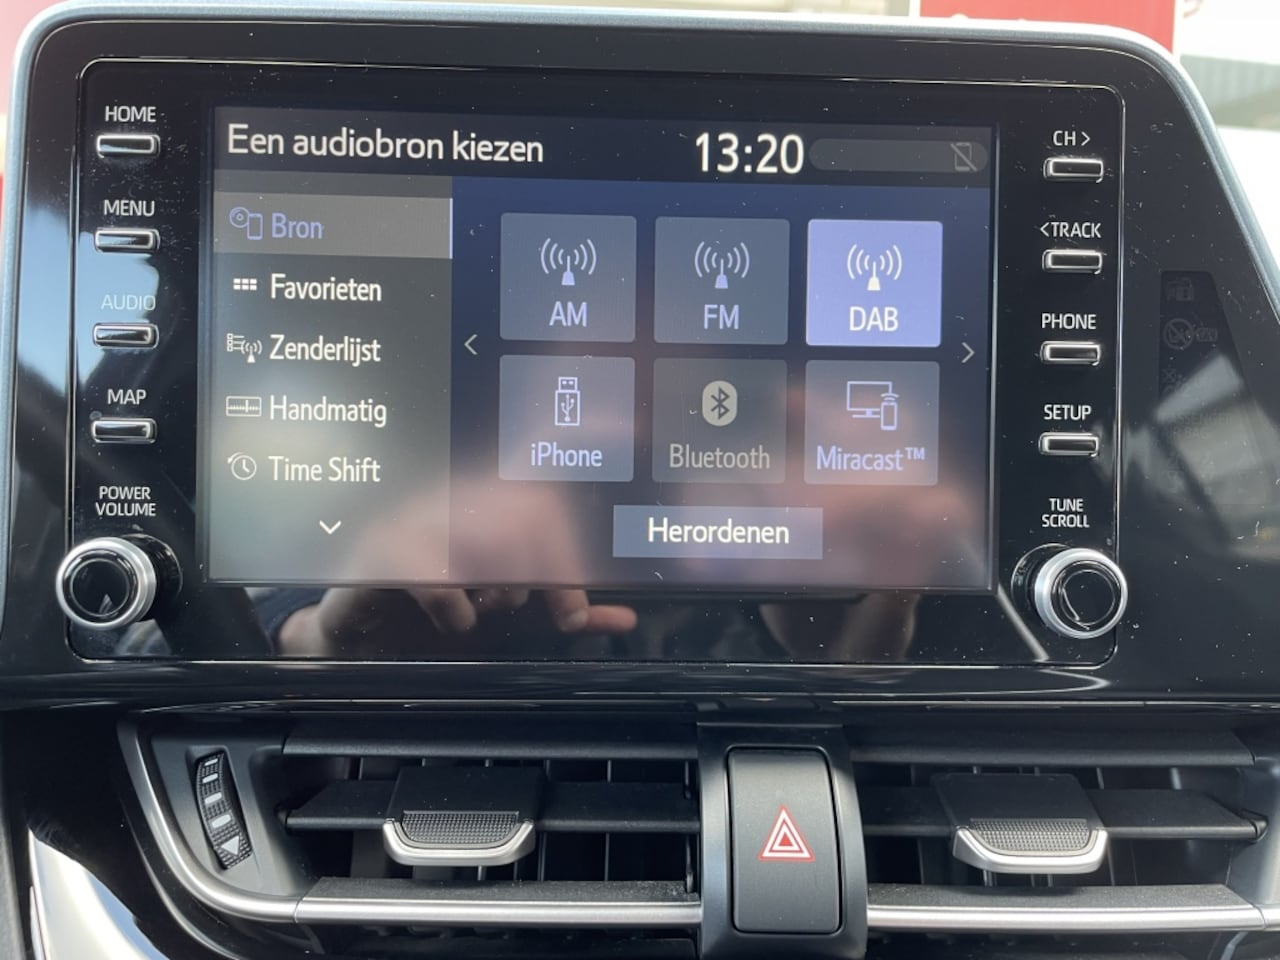 HOME
MENU
AUDIO
MAP
POWER
VOLUME
Een audiobron kiezen
13:20
Bron
Favorieten
Zenderlijst
Handmatig
Time Shift
AM
FM
DAB
iPhone
Bluetooth
Miracast™
Herordenen
CH >
<TRACK
PHONE
SETUP
TUNE
SCROLL